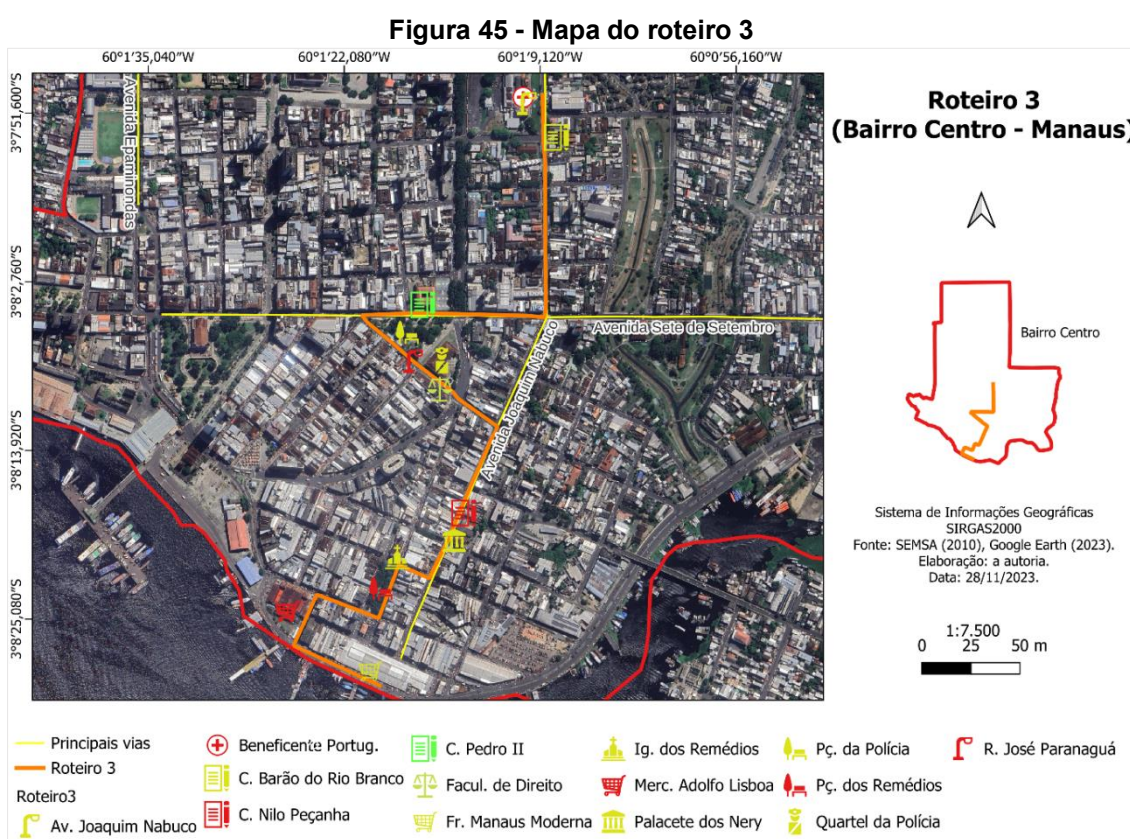 Figura 45 - Mapa do roteiro 3
60°1'35,040"S
60°1'22,080"S
60°1'9,120"S
60°0'56,160"S
3°7'51,600"S
3°8'2,760"S
3°8'13,920"S
3°8'25,080"S
Avenida Epaminondas
Avenida Sete de Setembro
Avenida Joaquim Nabuco
Roteiro 3
(Bairro Centro - Manaus)
Bairro Centro
Sistema de Informações Geográficas
SIRGAS2000
Fonte: SEMSA (2010), Google Earth (2023).
Elaboração: a autoria.
Data: 28/11/2023.
1:7.500
0 25 50 m
Principais vias
Roteiro 3
Roteiro3
Av. Joaquim Nabuco
Beneficente Portug.
C. Barão do Rio Branco
C. Nilo Peçanha
C. Pedro II
Facul. de Direito
Fr. Manaus Moderna
Ig. dos Remédios
Merc. Adolfo Lisboa
Palacete dos Nery
Pç. da Polícia
Pç. dos Remédios
Quartel da Polícia
R. José Paranaguá